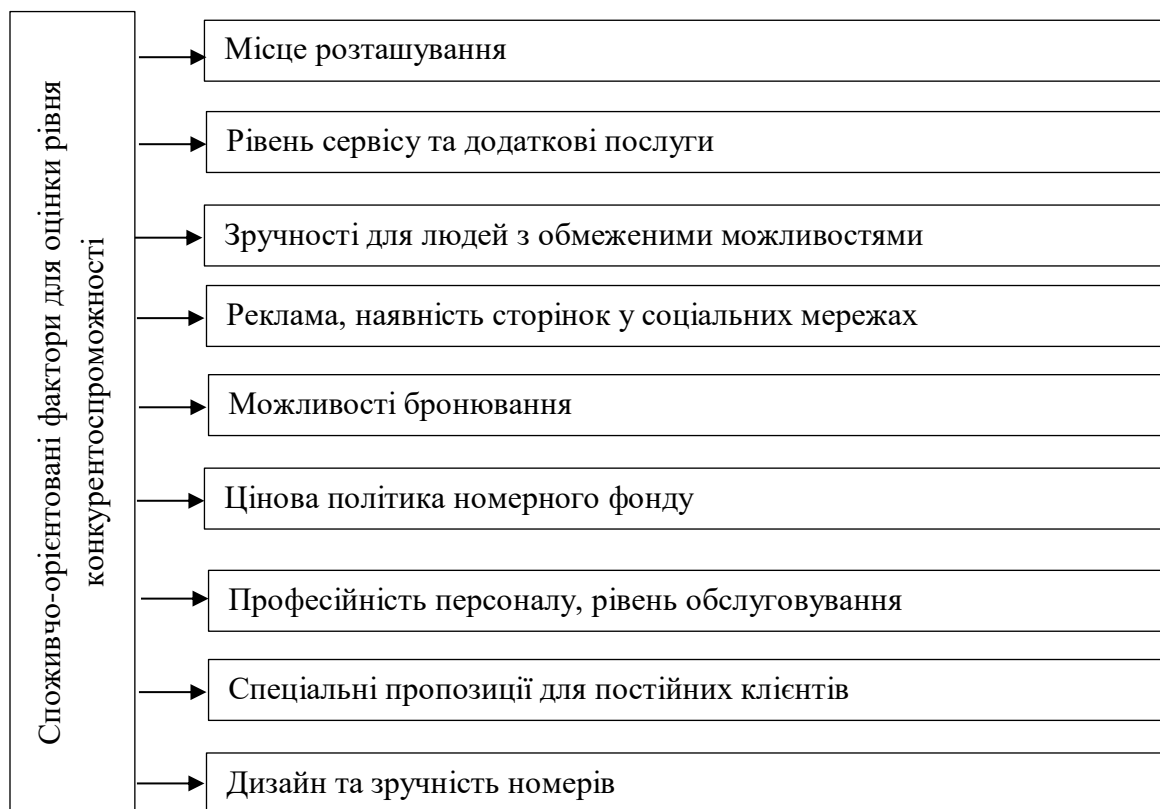 Споживчо-орієнтовані фактори для оцінки рівня
конкурентоспроможності
Місце розташування
Рівень сервісу та додаткові послуги
Зручності для людей з обмеженими можливостями
Реклама, наявність сторінок у соціальних мережах
Можливості бронювання
Цінова політика номерного фонду
Професійність персоналу, рівень обслуговування
Спеціальні пропозиції для постійних клієнтів
Дизайн та зручність номерів